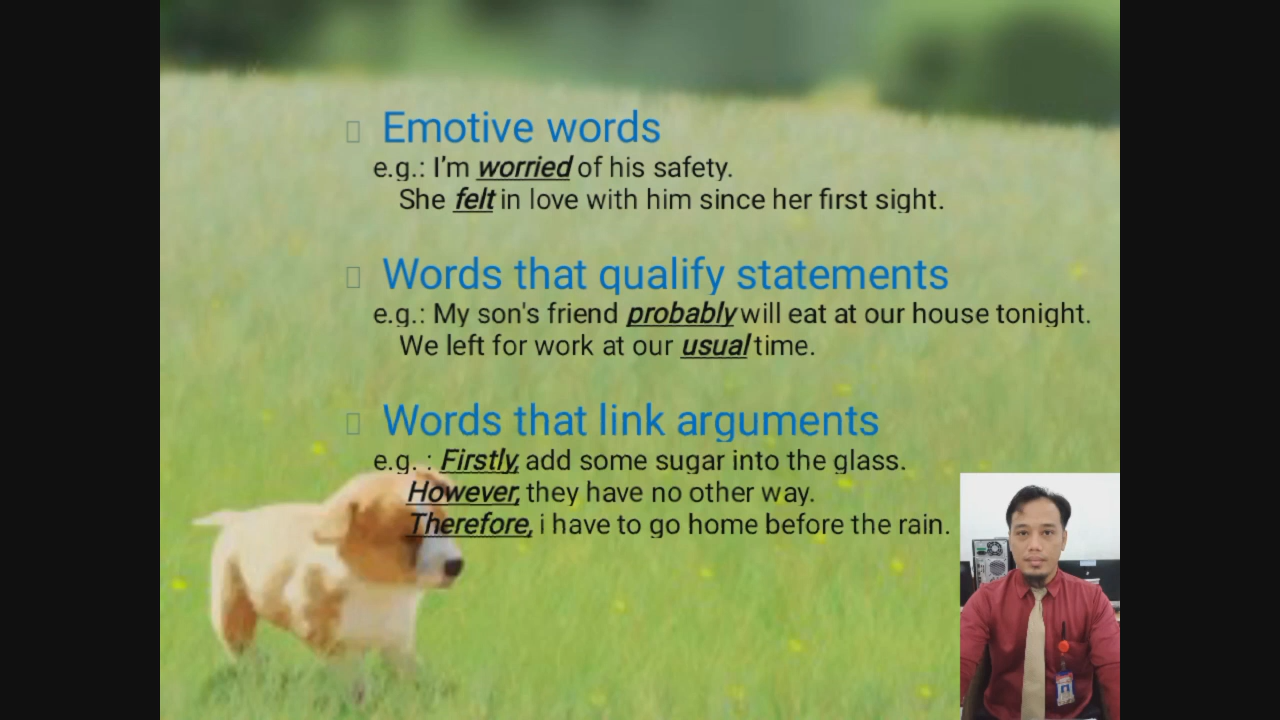 Emotive words
e.g.: I'm worried of his safety.
She felt in love with him since her first sight.
Words that qualify statements
e.g.: My son's friend probably will eat at our house tonight.
We left for work at our usual time.
Words that link arguments
e.g. : Firstly, add some sugar into the glass.
However, they have no other way.
Therefore, i have to go home before the rain.